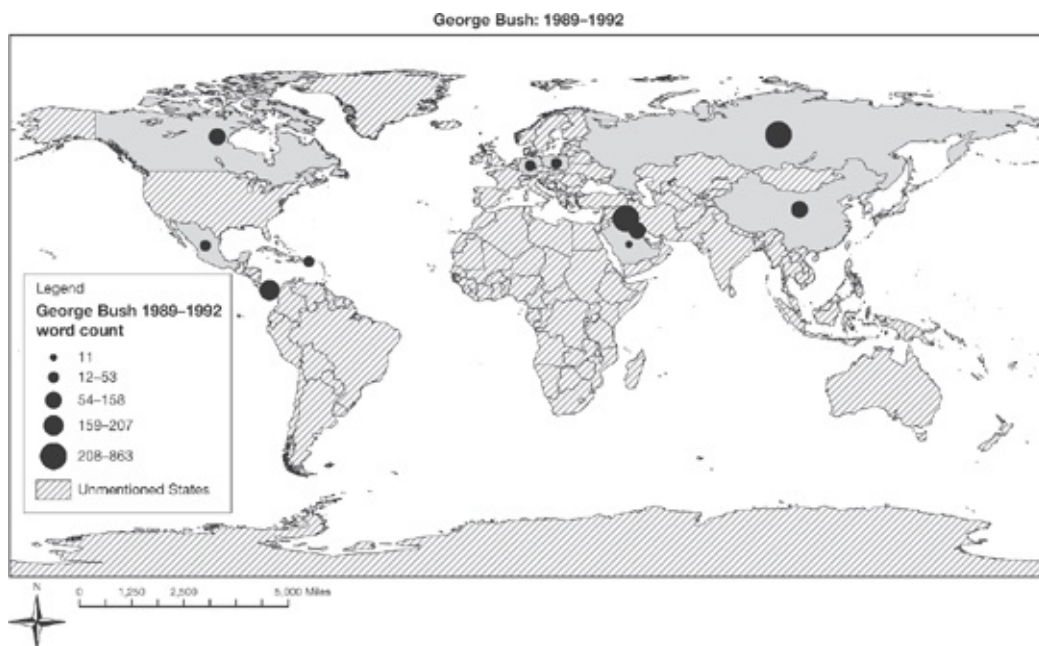 George Bush: 1989–1992
Legend
George Bush 1989–1992
word count
11
12–53
54–158
159–207
208–863
Unmentioned States
N
0 1,250 2,500 5,000 Miles